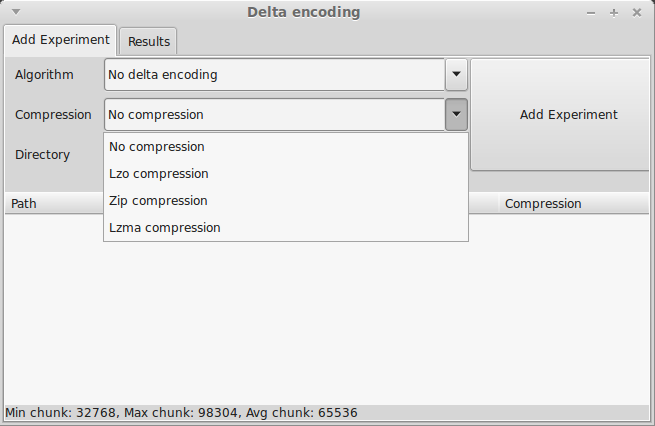 Delta encoding
Add Experiment
Results
Algorithm
No delta encoding
Compression
No compression
Add Experiment
Directory
No compression
Lzo compression
Zip compression
Lzma compression
Path
Compression
Min chunk: 32768, Max chunk: 98304, Avg chunk: 65536